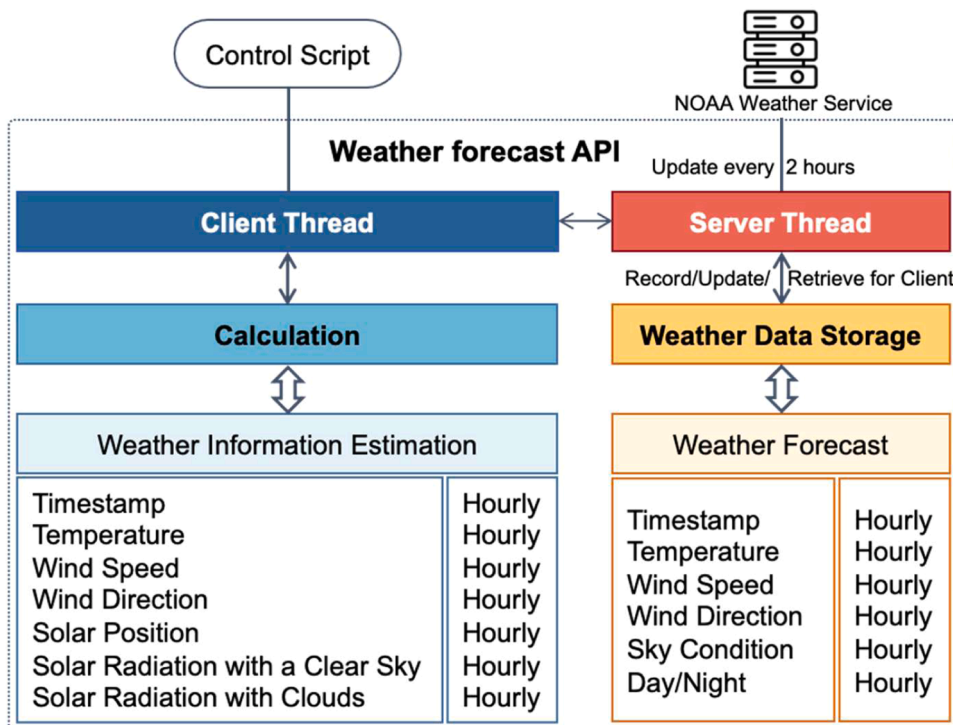 Control Script
NOAA Weather Service
Weather forecast API
Update every 2 hours
Client Thread
Server Thread
Record/Update/ Retrieve for Client
Calculation
Weather Data Storage
Weather Information Estimation
Weather Forecast
Timestamp Hourly
Temperature Hourly
Wind Speed Hourly
Wind Direction Hourly
Solar Position Hourly
Solar Radiation with a Clear Sky Hourly
Solar Radiation with Clouds Hourly
Timestamp Hourly
Temperature Hourly
Wind Speed Hourly
Wind Direction Hourly
Sky Condition Hourly
Day/Night Hourly